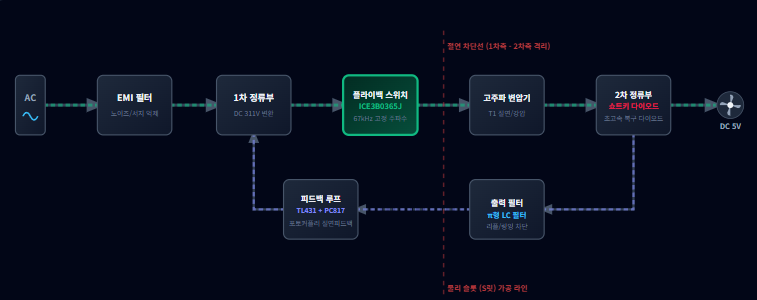 절연 차단선 (1차측 - 2차측 격리)
AC
EMI 필터
노이즈/서지 억제
1차 정류부
DC 311V 변환
플라이백 스위치
ICE3B0365J
67kHz 고정 주파수
고주파 변압기
T1 절연/강압
2차 정류부
쇼트키 다이오드
초고속 복구 다이오드
DC 5V
피드백 루프
TL431 + PC817
포토커플러 절연피드백
출력 필터
π형 LC 필터
리플/방멍 차단
물리 슬롯 (S컷) 가공 라인